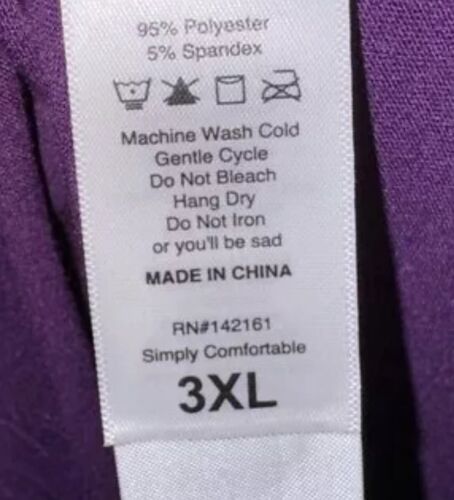 95% Polyester
5% Spandex
Machine Wash Cold
Gentle Cycle
Do Not Bleach
Hang Dry
Do Not Iron
or you'll be sad
MADE IN CHINA
RN#142161
Simply Comfortable
3XL